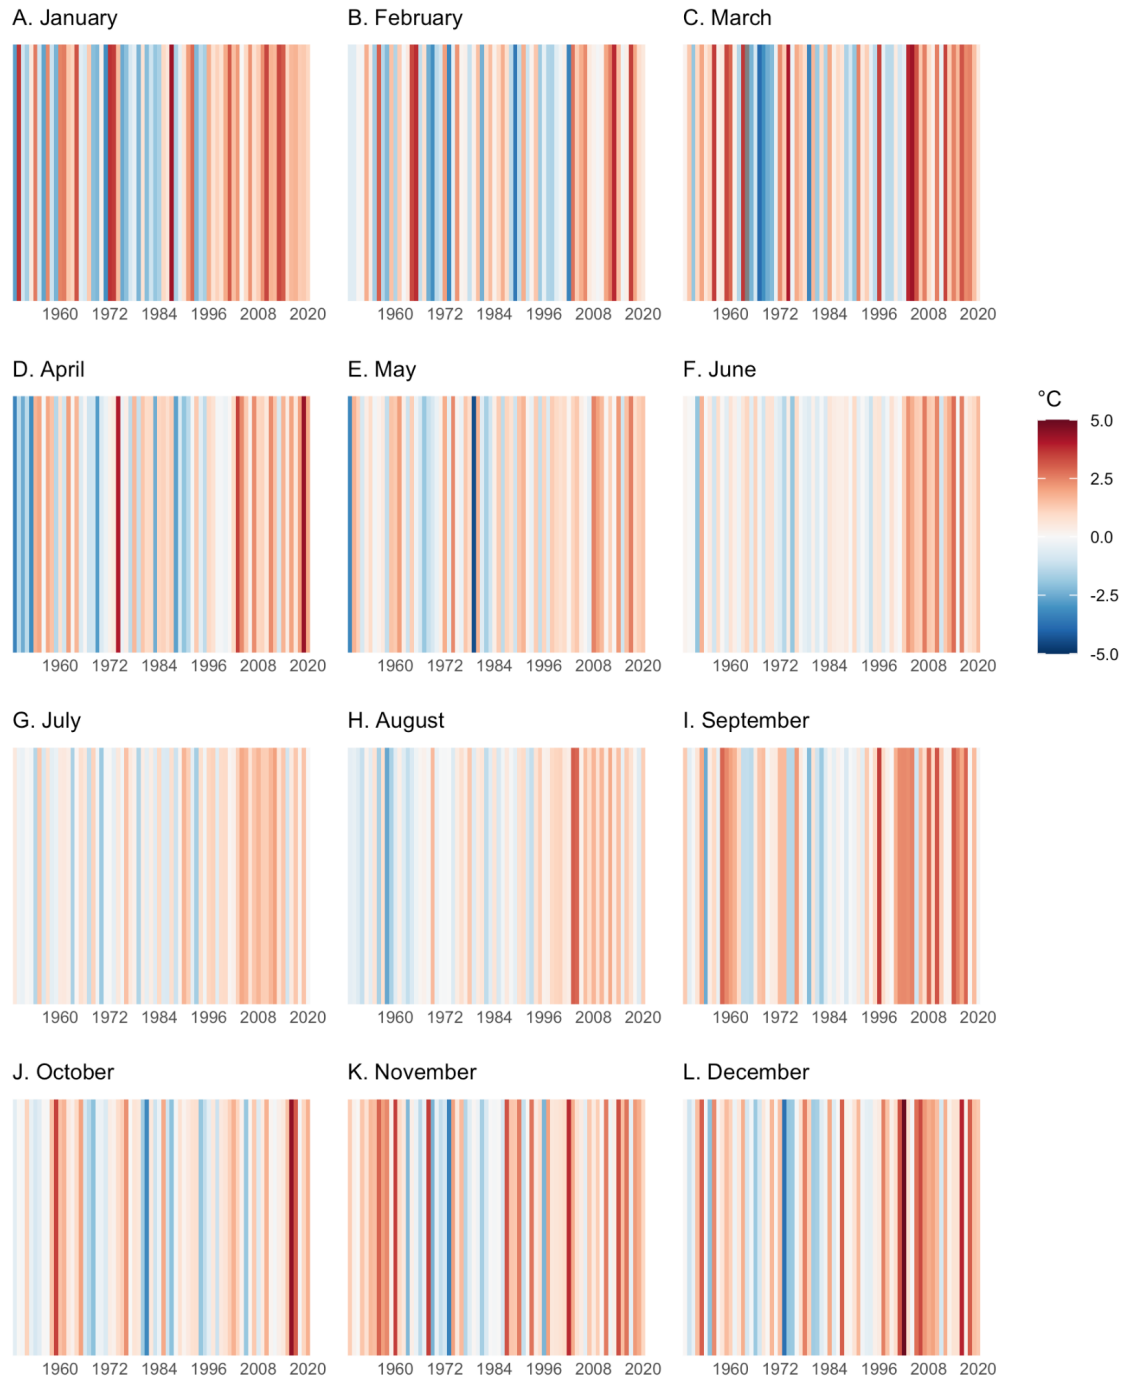 A. January
B. February
C. March
1960 1972 1984 1996 2008 2020
1960 1972 1984 1996 2008 2020
1960 1972 1984 1996 2008 2020
D. April
E. May
F. June
1960 1972 1984 1996 2008 2020
1960 1972 1984 1996 2008 2020
1960 1972 1984 1996 2008 2020
°C
5.0
2.5
0.0
-2.5
-5.0
G. July
H. August
I. September
1960 1972 1984 1996 2008 2020
1960 1972 1984 1996 2008 2020
1960 1972 1984 1996 2008 2020
J. October
K. November
L. December
1960 1972 1984 1996 2008 2020
1960 1972 1984 1996 2008 2020
1960 1972 1984 1996 2008 2020